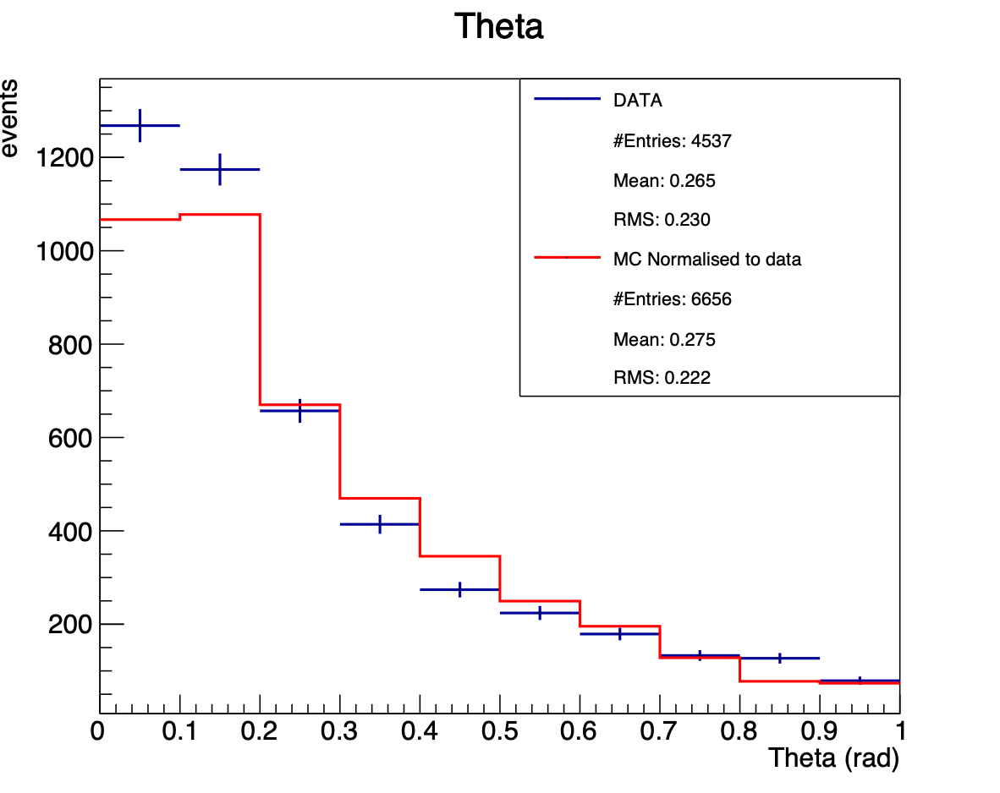 Theta
events
1200
1000
800
600
400
200
DATA
#Entries: 4537
Mean: 0.265
RMS: 0.230
MC Normalised to data
#Entries: 6656
Mean: 0.275
RMS: 0.222
0 0.1 0.2 0.3 0.4 0.5 0.6 0.7 0.8 0.9 1
Theta (rad)